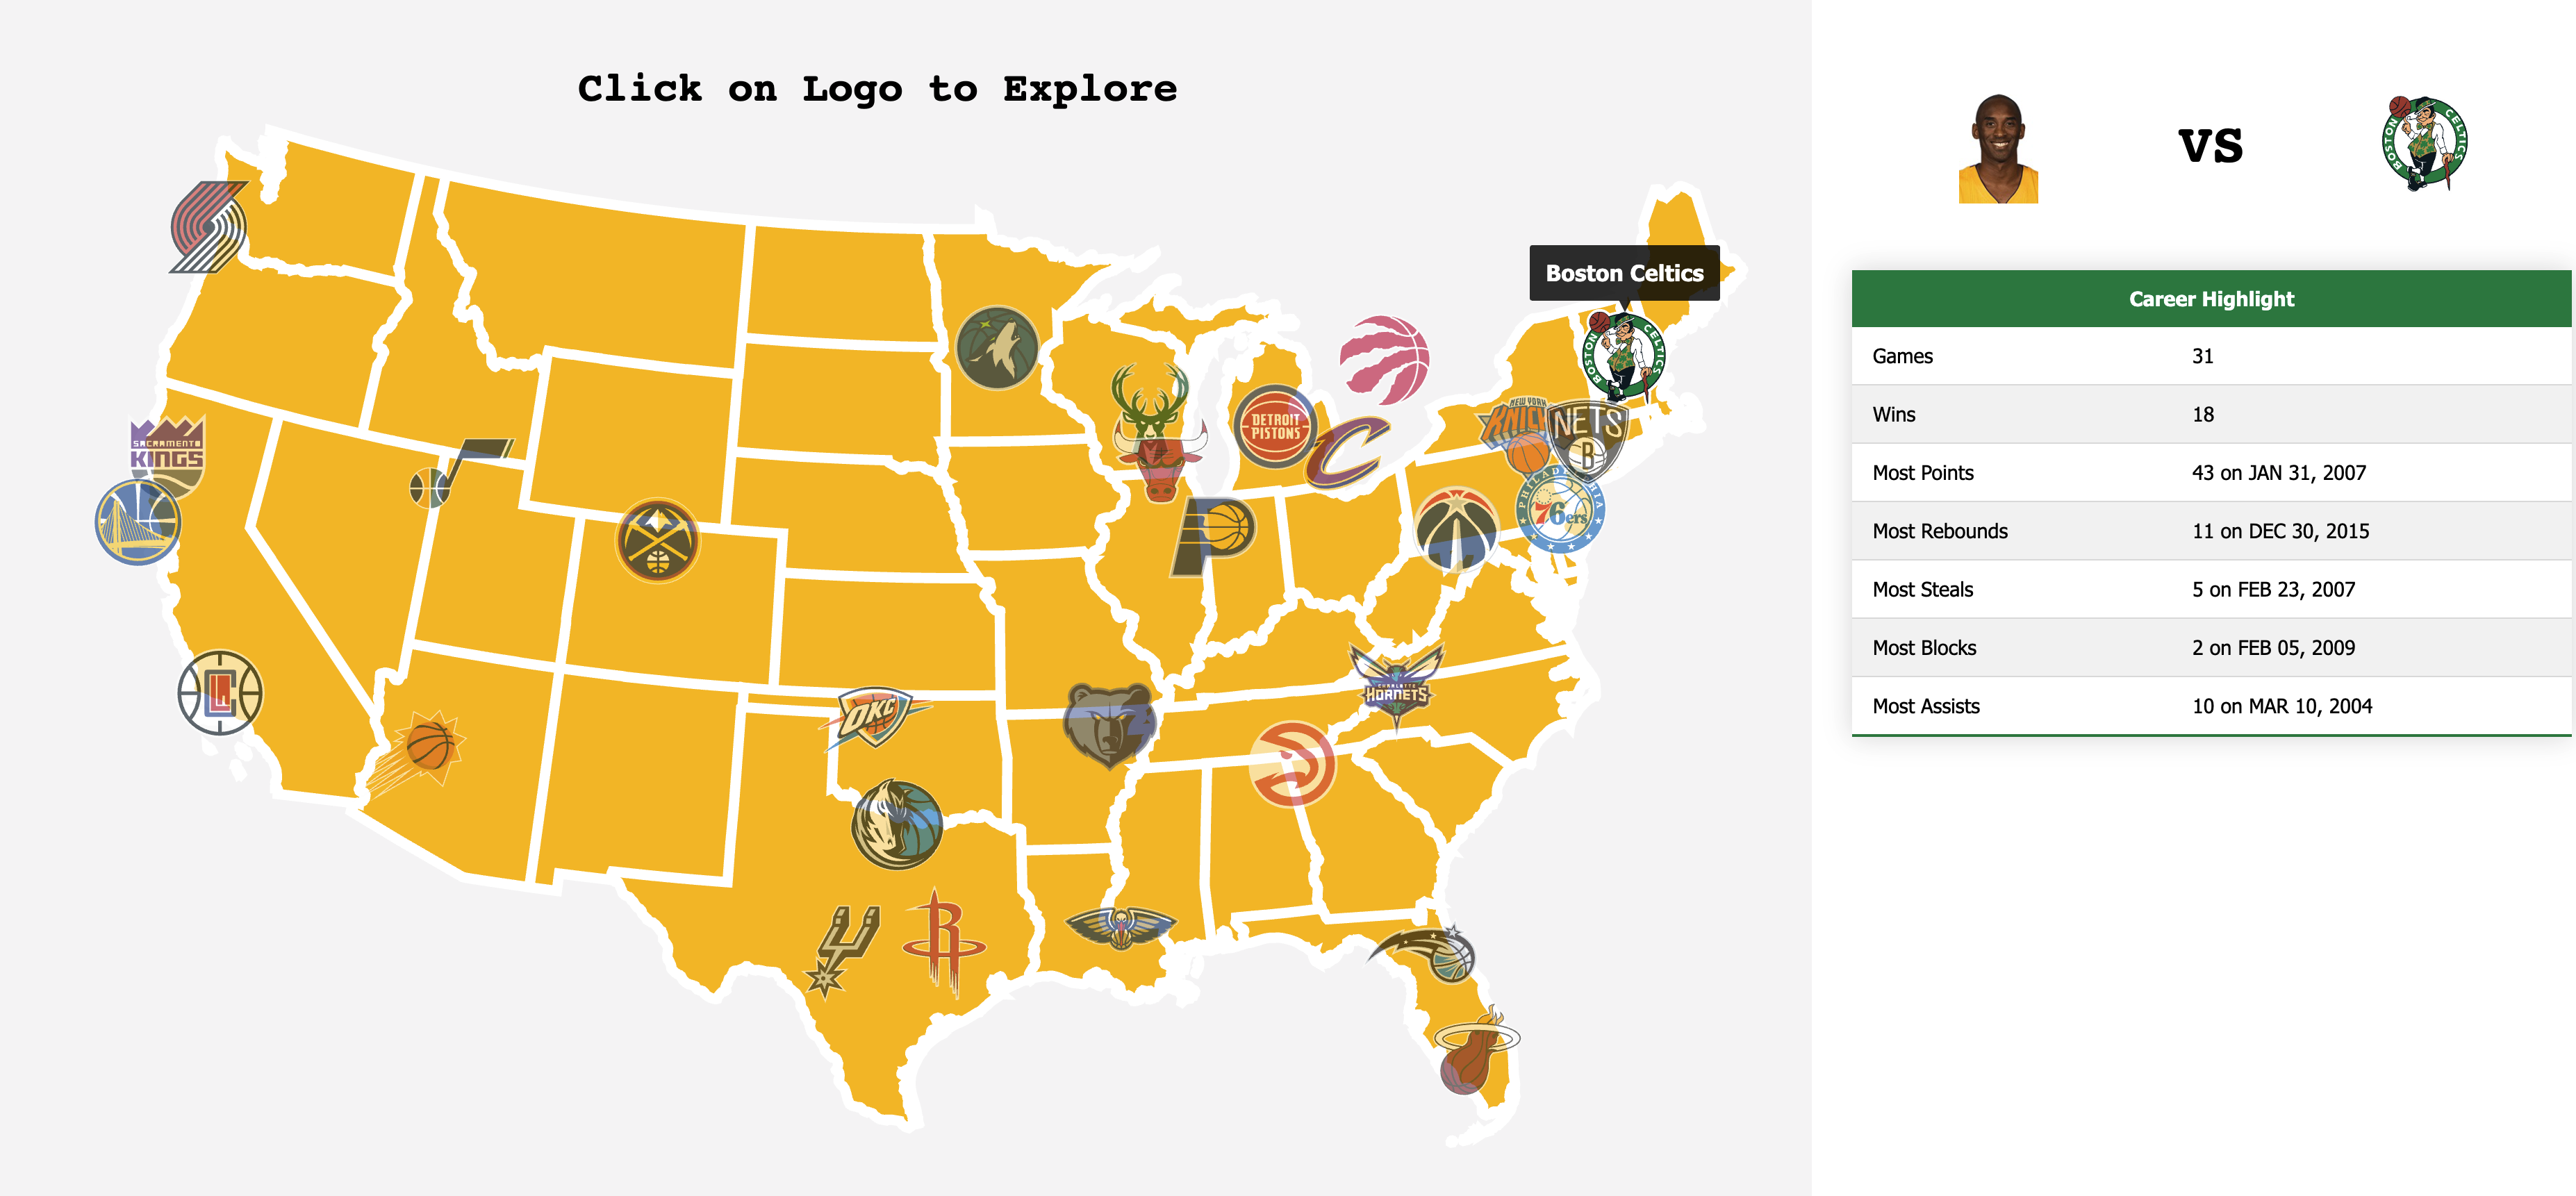 Click on Logo to Explore
vs
BOSTON CELTICS
Boston Celtics
BOSTON CELTICS
Career Highlight
Games 31
Wins 18
Most Points 43 on JAN 31, 2007
Most Rebounds 11 on DEC 30, 2015
Most Steals 5 on FEB 23, 2007
Most Blocks 2 on FEB 05, 2009
Most Assists 10 on MAR 10, 2004
NEW YORK
KNICKS
NETS
B
DETROIT
PISTONS
C
SACRAMENTO
KINGS
PHILADELPHIA
76ers
LAC
CHARLOTTE
HORNETS
OKC
R